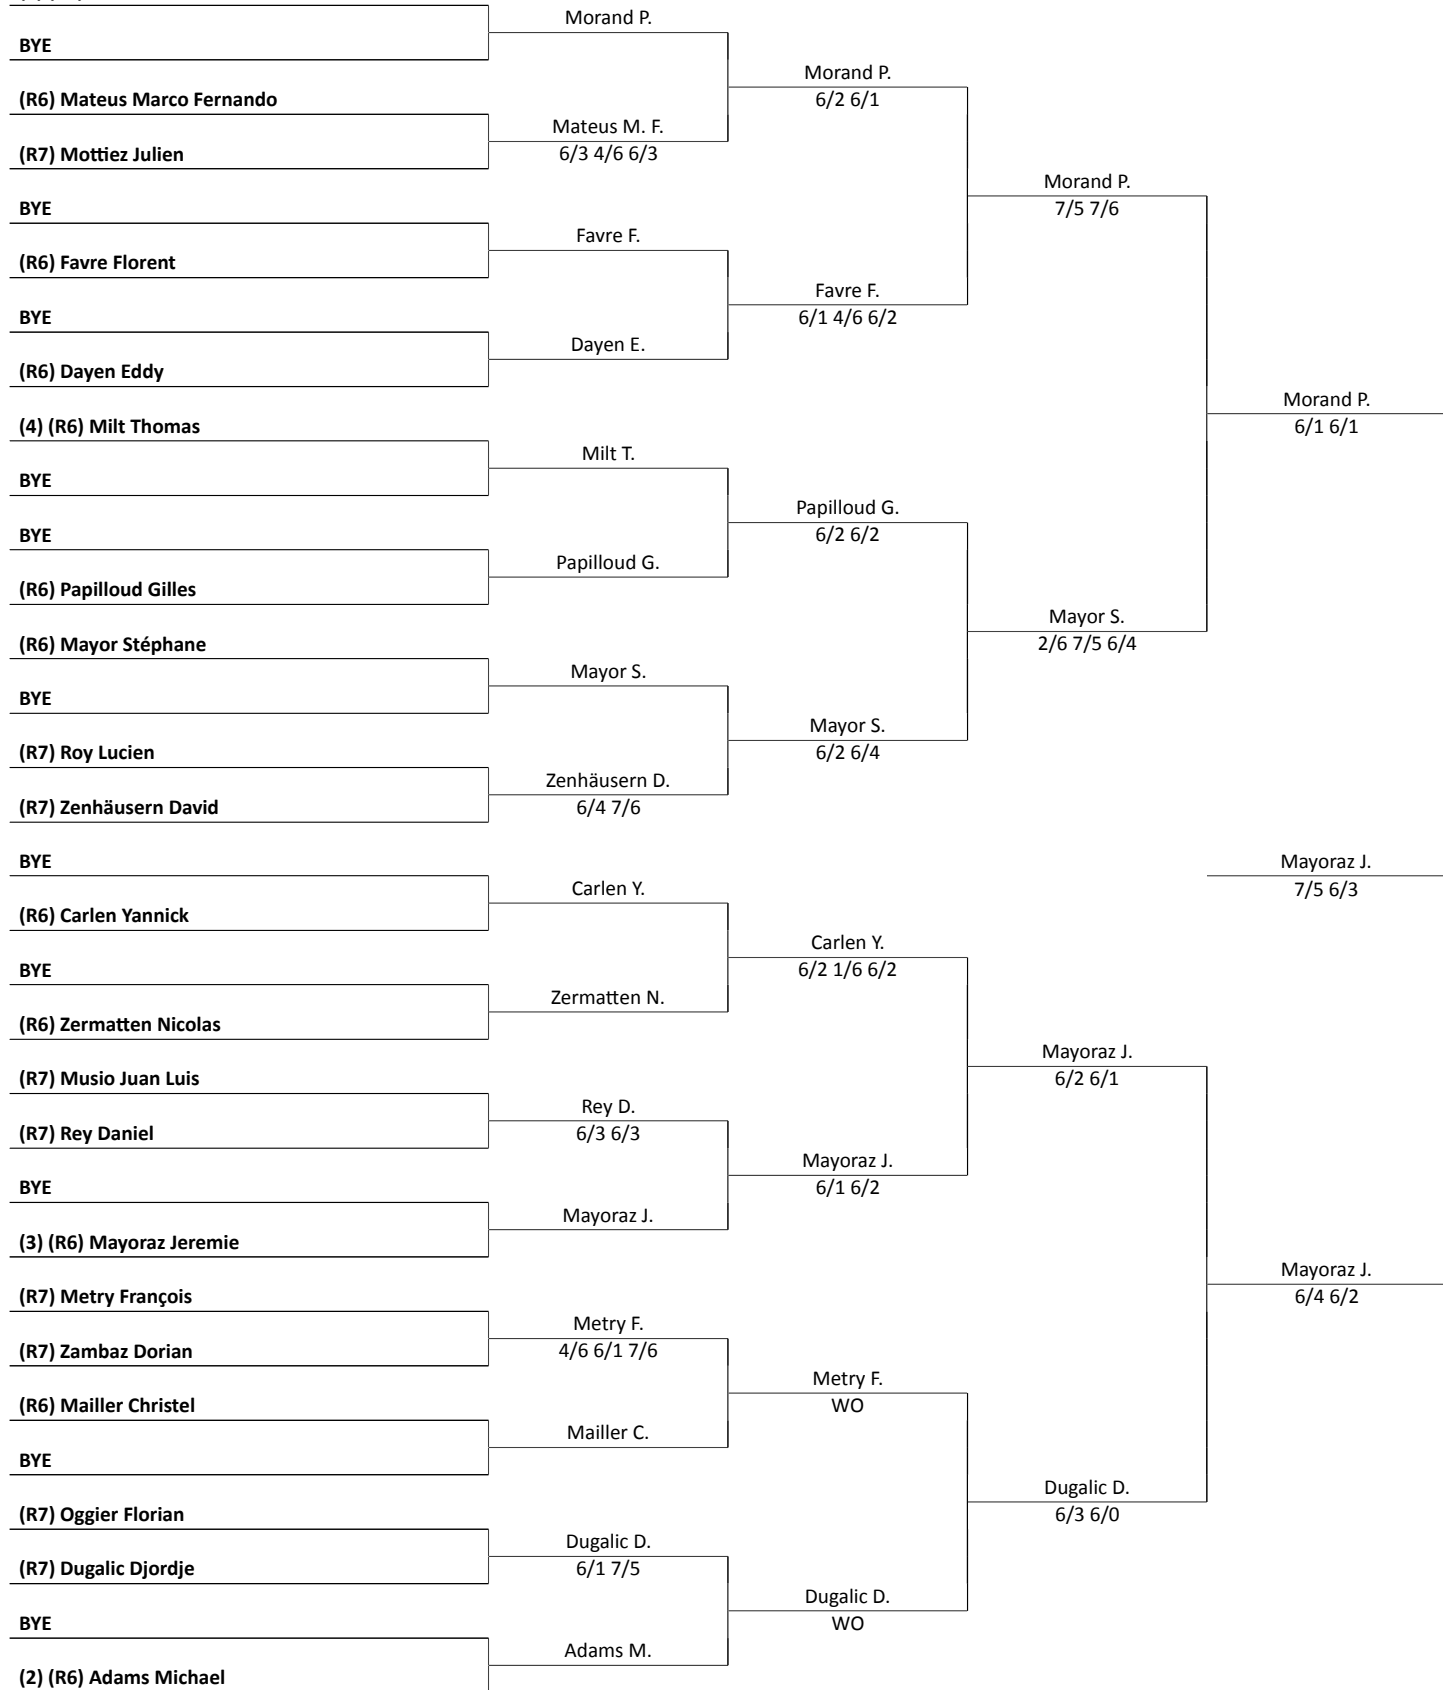 Morand P.
BYE
Morand P.
(R6) Mateus Marco Fernando
6/2 6/1
Mateus M. F.
(R7) Mottiez Julien
6/3 4/6 6/3
Morand P.
BYE
7/5 7/6
Favre F.
(R6) Favre Florent
Favre F.
BYE
6/1 4/6 6/2
Dayen E.
(R6) Dayen Eddy
Morand P.
(4) (R6) Milt Thomas
6/1 6/1
Milt T.
BYE
Papilloud G.
BYE
6/2 6/2
Papilloud G.
(R6) Papilloud Gilles
Mayor S.
(R6) Mayor Stéphane
2/6 7/5 6/4
Mayor S.
BYE
Mayor S.
(R7) Roy Lucien
6/2 6/4
Zenhäusern D.
(R7) Zenhäusern David
6/4 7/6
BYE
Mayoraz J.
7/5 6/3
Carlen Y.
(R6) Carlen Yannick
Carlen Y.
BYE
6/2 1/6 6/2
Zermatten N.
(R6) Zermatten Nicolas
Mayoraz J.
(R7) Musio Juan Luis
6/2 6/1
Rey D.
(R7) Rey Daniel
6/3 6/3
Mayoraz J.
BYE
6/1 6/2
Mayoraz J.
(3) (R6) Mayoraz Jeremie
Mayoraz J.
(R7) Metry François
6/4 6/2
Metry F.
(R7) Zambaz Dorian
4/6 6/1 7/6
Metry F.
(R6) Mailler Christel
WO
Mailler C.
BYE
Dugalic D.
(R7) Oggier Florian
6/3 6/0
Dugalic D.
(R7) Dugalic Djordje
6/1 7/5
Dugalic D.
BYE
WO
Adams M.
(2) (R6) Adams Michael